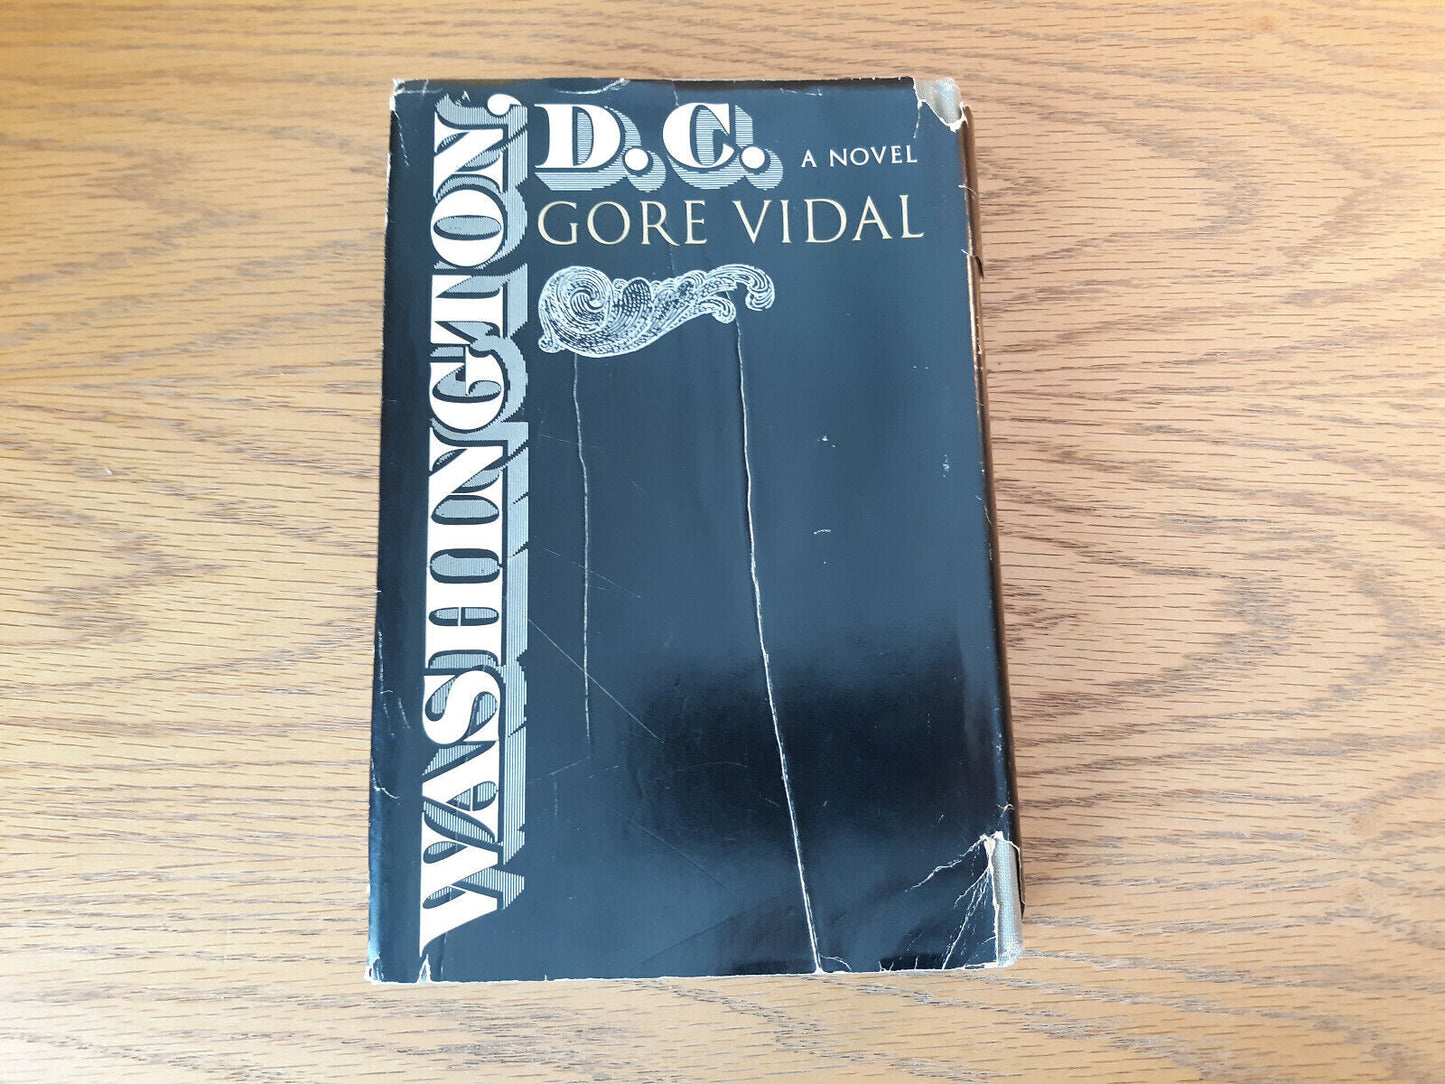 WASHINGTON,
D.C.
A NOVEL
GORE VIDAL